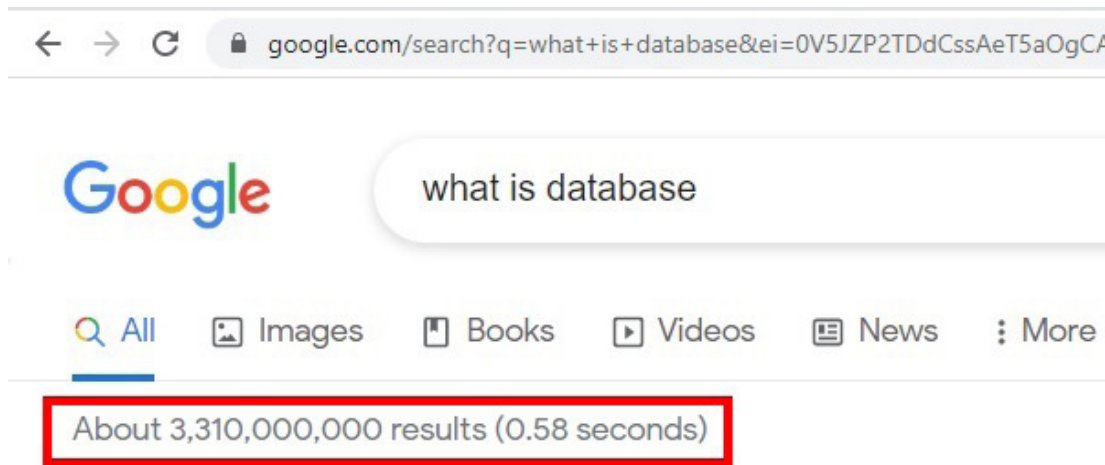 google.com/search?q=what+is+database&ei=0V5JZP2TDdCssAeT5aOgCA
Google
what is database
All Images Books Videos News More
About 3,310,000,000 results (0.58 seconds)